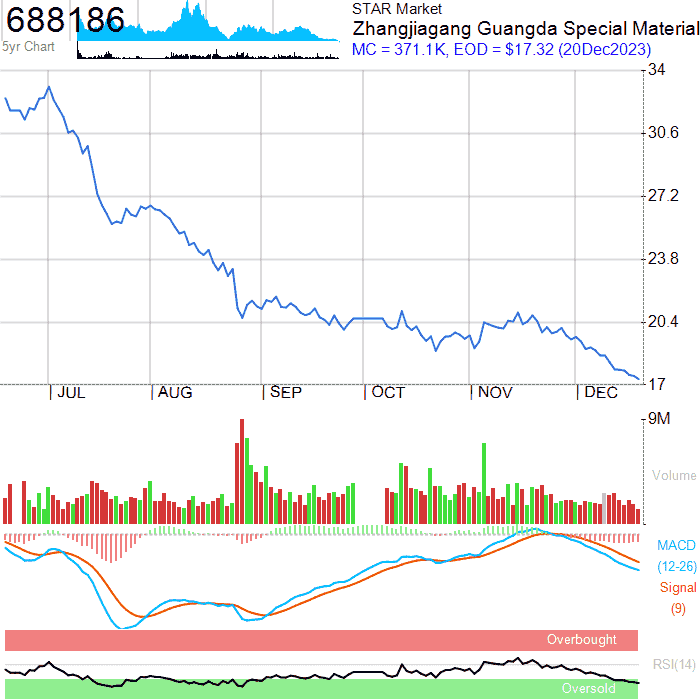 688186
5yr Chart
STAR Market
Zhangjiagang Guangda Special Material
MC = 371.1K, EOD = $17.32 (20Dec2023)
34
30.6
27.2
23.8
20.4
17
JUL AUG SEP OCT NOV DEC
9M
Volume
MACD
(12-26)
Signal
(9)
Overbought
RSI(14)
Oversold